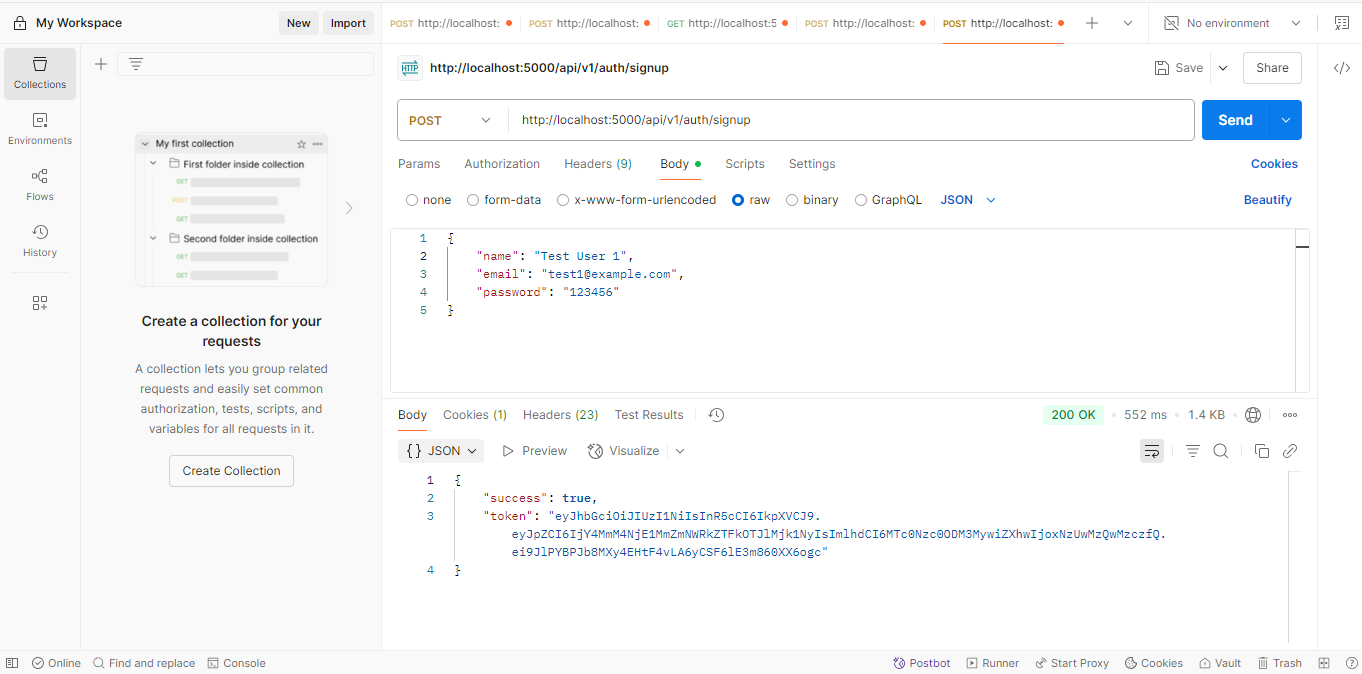 My Workspace
New
Import
POST http://localhost:
POST http://localhost:
GET http://localhost:5
POST http://localhost:
POST http://localhost:
No environment
Collections
Environments
Flows
History
My first collection
First folder inside collection
GET
POST
GET
Second folder inside collection
GET
GET
Create a collection for your
requests
A collection lets you group related
requests and easily set common
authorization, tests, scripts, and
variables for all requests in it.
Create Collection
HTTP http://localhost:5000/api/v1/auth/signup
Save
Share
POST
http://localhost:5000/api/v1/auth/signup
Send
Params
Authorization
Headers (9)
Body
Scripts
Settings
Cookies
none
form-data
x-www-form-urlencoded
raw
binary
GraphQL
JSON
Beautify
1 {
2 "name": "Test User 1",
3 "email": "test1@example.com",
4 "password": "123456"
5 }
Body
Cookies (1)
Headers (23)
Test Results
200 OK
552 ms
1.4 KB
{} JSON
Preview
Visualize
1 {
2 "success": true,
3 "token": "eyJhbGciOiJIUzI1NiIsInR5cCI6IkpXVCJ9.
eyJpZCI6IjY4MmM4NjE1MmZmNWRkZTFkOTJlMjk1NyIsImlhdCI6MTc0Nzc0ODM3MywiZXhwIjoxNzUwMzQwMzczfQ.
ei9JlPYBPJb8MXy4EHtF4vLA6yCSF6lE3m860XX6ogc"
4 }
Online
Find and replace
Console
Postbot
Runner
Start Proxy
Cookies
Vault
Trash